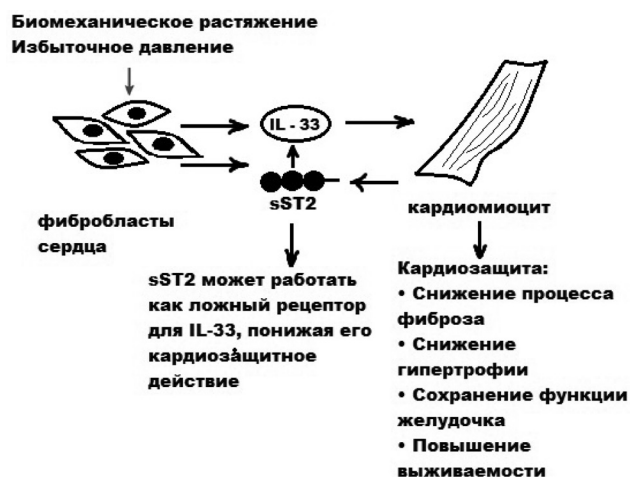 Биомеханическое растяжение
Избыточное давление
IL - 33
sST2
фибробласты
сердца
кардиомиоцит
sST2 может работать
как ложный рецептор
для IL-33, понижая его
кардиозащитное
действие
Кардиозащита:
• Снижение процесса
фиброза
• Снижение
гипертрофии
• Сохранение функции
желудочка
• Повышение
выживаемости